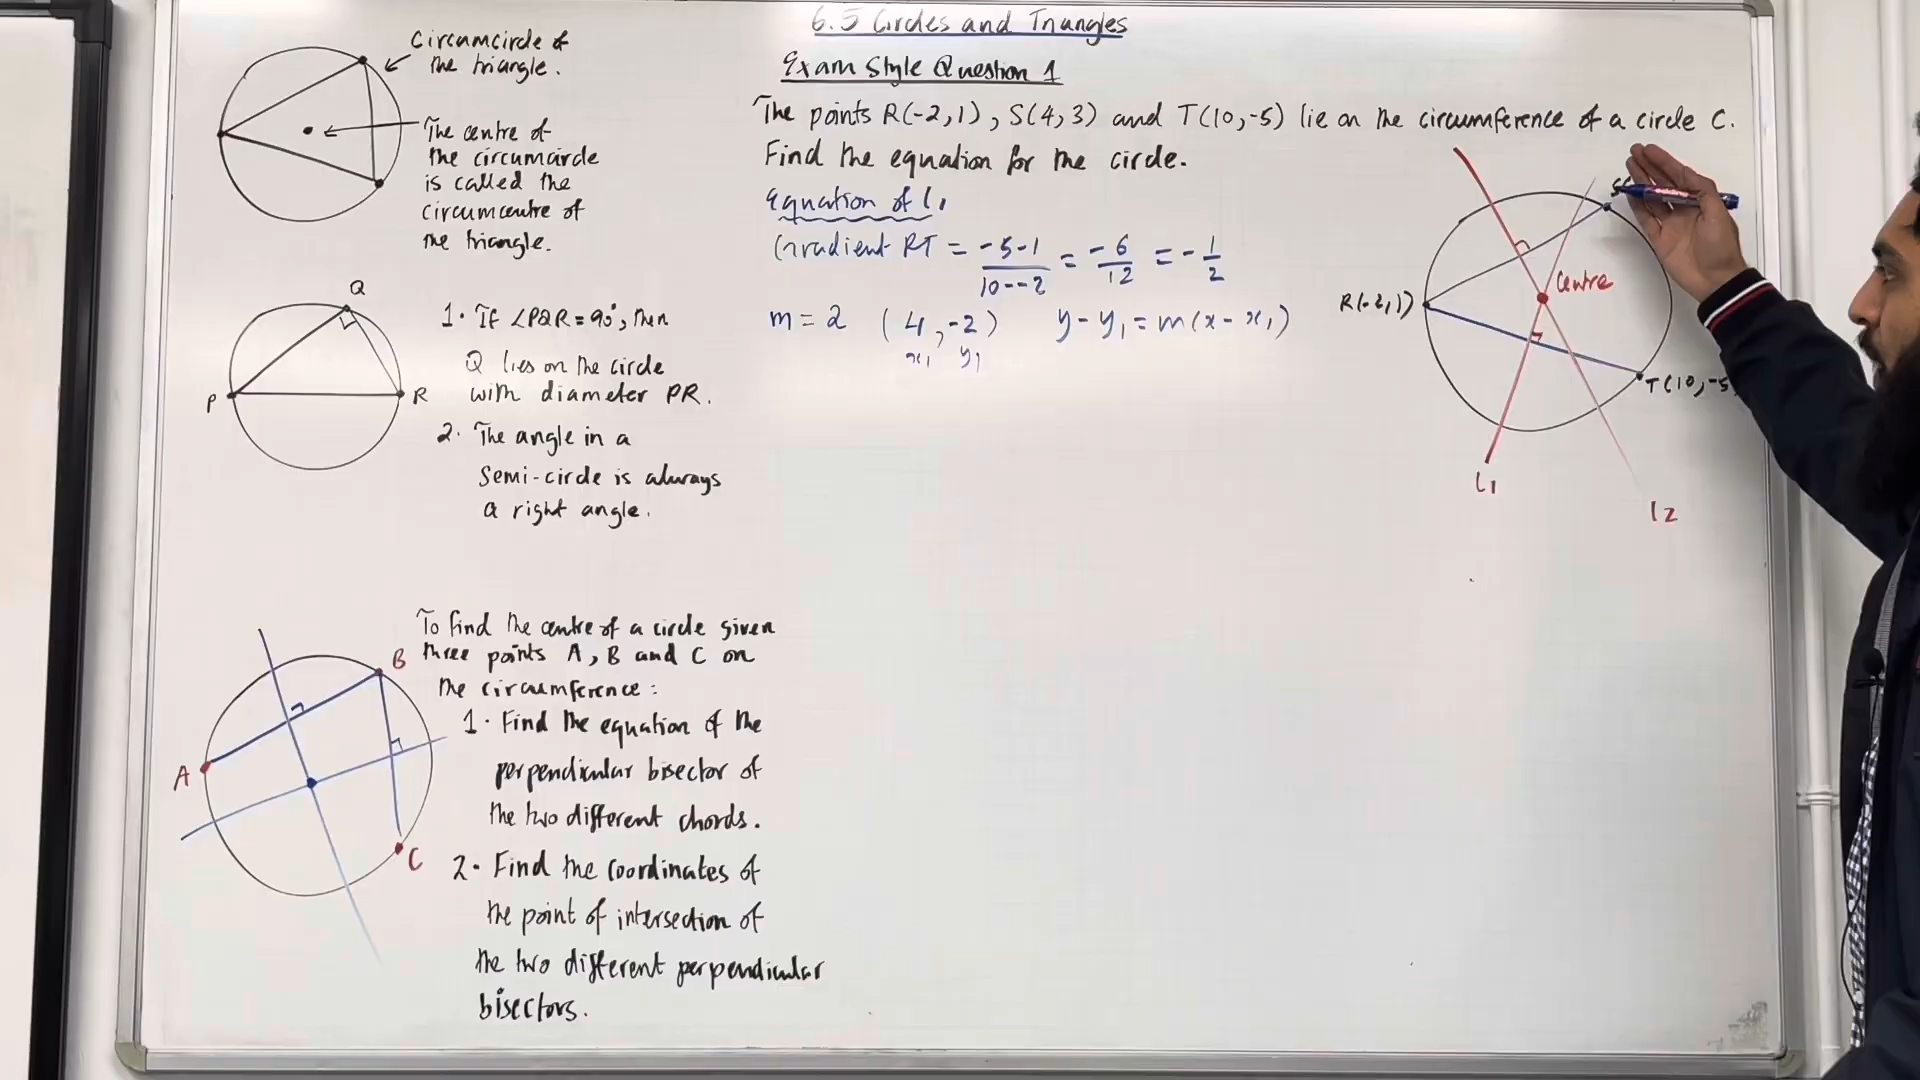 6.5 Circles and Triangles
Exam Style Question 1
The points R(-2,1), S(4,3) and T(10,-5) lie on the circumference of a circle C.
Find the equation for the circle.
Equation of l₁
Gradient RT = -5-1/10--2 = -6/12 = -1/2
m = 2 (4,-2) y - y₁ = m(x - x₁)
x₁ y₁
Circumcircle of
the triangle.
The centre of
the circumcircle
is called the
circumcentre of
the triangle.
Q
P
R
1. If ∠PQR = 90°, then
Q lies on the circle
with diameter PR.
2. The angle in a
semi-circle is always
a right angle.
To find the centre of a circle given
three points A, B and C on
the circumference:
1. Find the equation of the
perpendicular bisector of
the two different chords.
2. Find the coordinates of
the point of intersection of
the two different perpendicular
bisectors.
A
B
C
Centre
R(-2,1)
T(10,-5
l₁
l₂